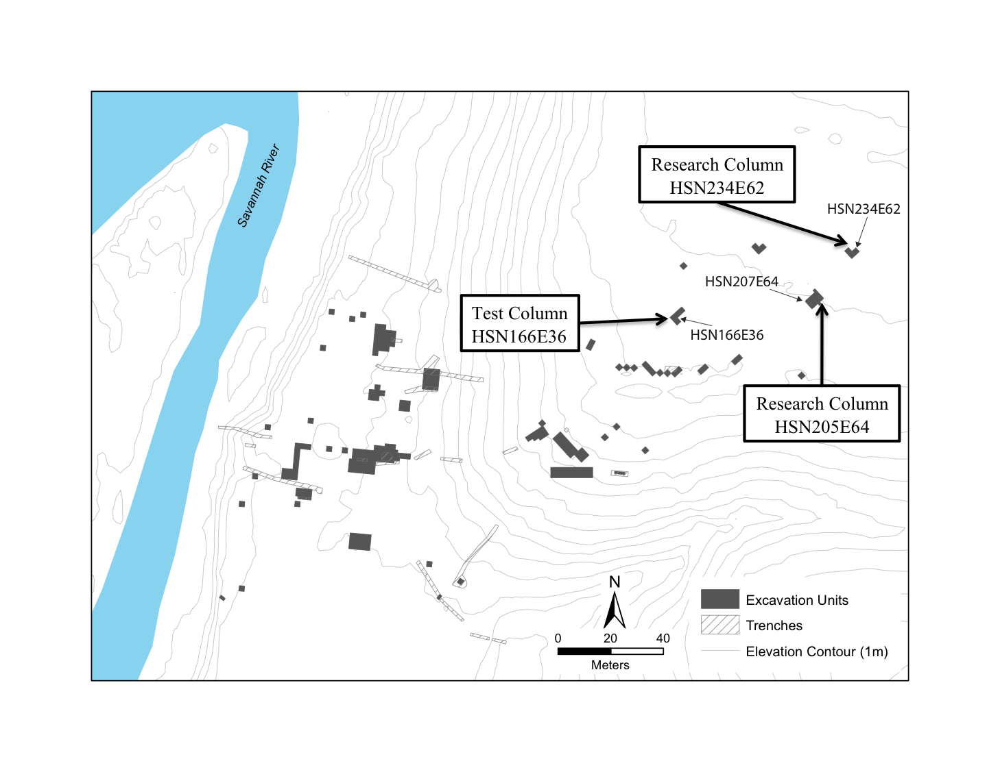 Savannah River
Research Column
HSN234E62
HSN234E62
HSN207E64
Test Column
HSN166E36
HSN166E36
Research Column
HSN205E64
N
0 20 40
Meters
Excavation Units
Trenches
Elevation Contour (1m)